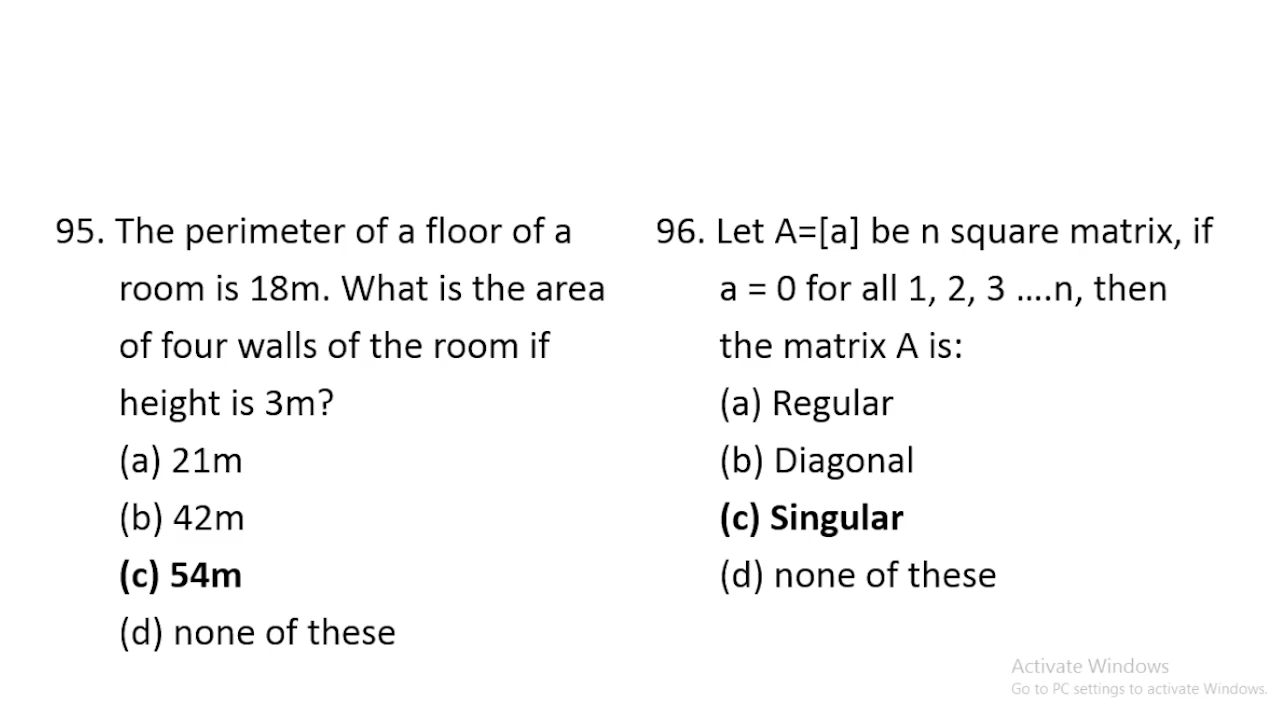 95. The perimeter of a floor of a
room is 18m. What is the area
of four walls of the room if
height is 3m?
(a) 21m
(b) 42m
(c) 54m
(d) none of these
96. Let A=[a] be n square matrix, if
a = 0 for all 1, 2, 3 ....n, then
the matrix A is:
(a) Regular
(b) Diagonal
(c) Singular
(d) none of these
Activate Windows
Go to PC settings to activate Windows.